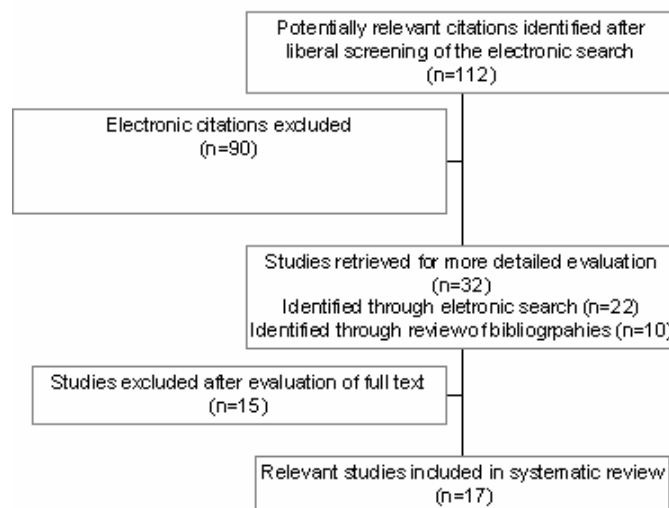 Potentially relevant citations identified after
liberal screening of the electronic search
(n=112)
Electronic citations excluded
(n=90)
Studies retrieved for more detailed evaluation
(n=32)
Identified through eletronic search (n=22)
Identified through review of bibliogrpahies (n=10)
Studies excluded after evaluation of full text
(n=15)
Relevant studies included in systematic review
(n=17)